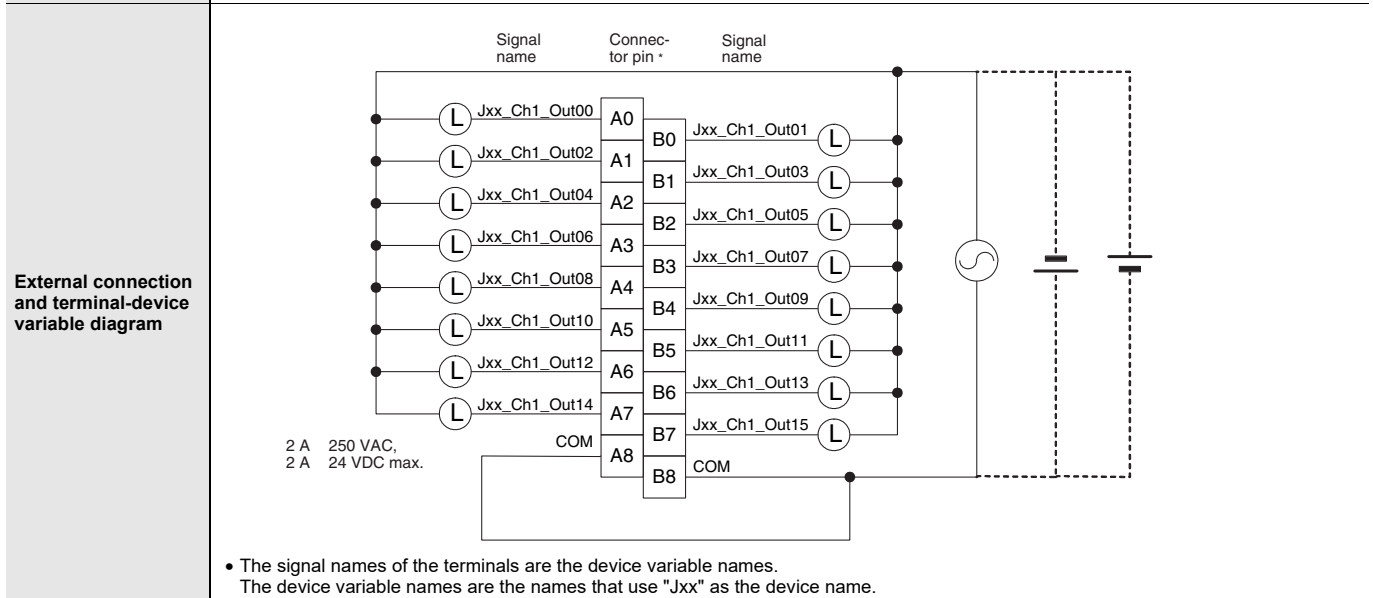 External connection
and terminal-device
variable diagram
Signal
name
Connec-
tor pin *
Signal
name
L Jxx_Ch1_Out00 A0
B0 Jxx_Ch1_Out01 L
L Jxx_Ch1_Out02 A1
B1 Jxx_Ch1_Out03 L
L Jxx_Ch1_Out04 A2
B2 Jxx_Ch1_Out05 L
L Jxx_Ch1_Out06 A3
B3 Jxx_Ch1_Out07 L
L Jxx_Ch1_Out08 A4
B4 Jxx_Ch1_Out09 L
L Jxx_Ch1_Out10 A5
B5 Jxx_Ch1_Out11 L
L Jxx_Ch1_Out12 A6
B6 Jxx_Ch1_Out13 L
L Jxx_Ch1_Out14 A7
B7 Jxx_Ch1_Out15 L
COM A8
B8 COM
2 A 250 VAC,
2 A 24 VDC max.
• The signal names of the terminals are the device variable names.
The device variable names are the names that use "Jxx" as the device name.